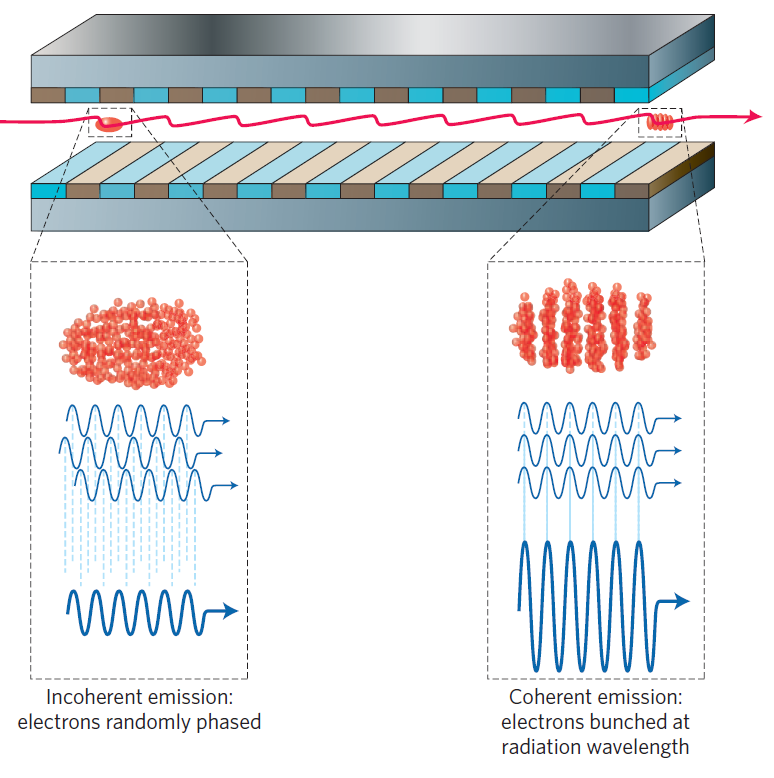 Incoherent emission:
electrons randomly phased
Coherent emission:
electrons bunched at
radiation wavelength